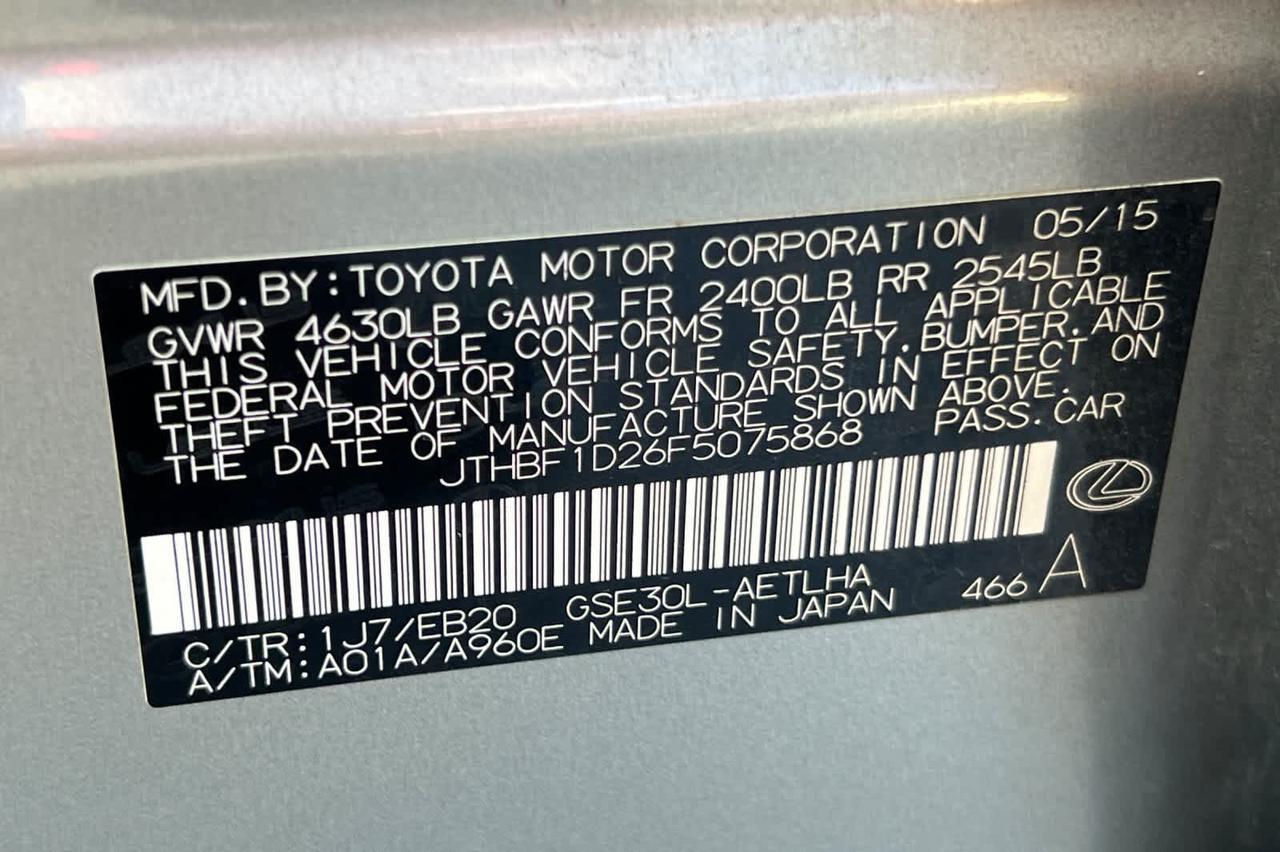 MFD. BY: TOYOTA MOTOR CORPORATION 05/15
GVWR 4630LB GAWR FR 2400LB RR 2545LB
THIS VEHICLE CONFORMS TO ALL APPLICABLE
FEDERAL MOTOR VEHICLE SAFETY, BUMPER, AND
THEFT PREVENTION STANDARDS IN EFFECT ON
THE DATE OF MANUFACTURE SHOWN ABOVE.
JTHBF1D26F5075868 PASS. CAR
C/TR: 1J7/EB20 GSE30L-AETLHA 466 A
A/TM: A01A/A960E MADE IN JAPAN